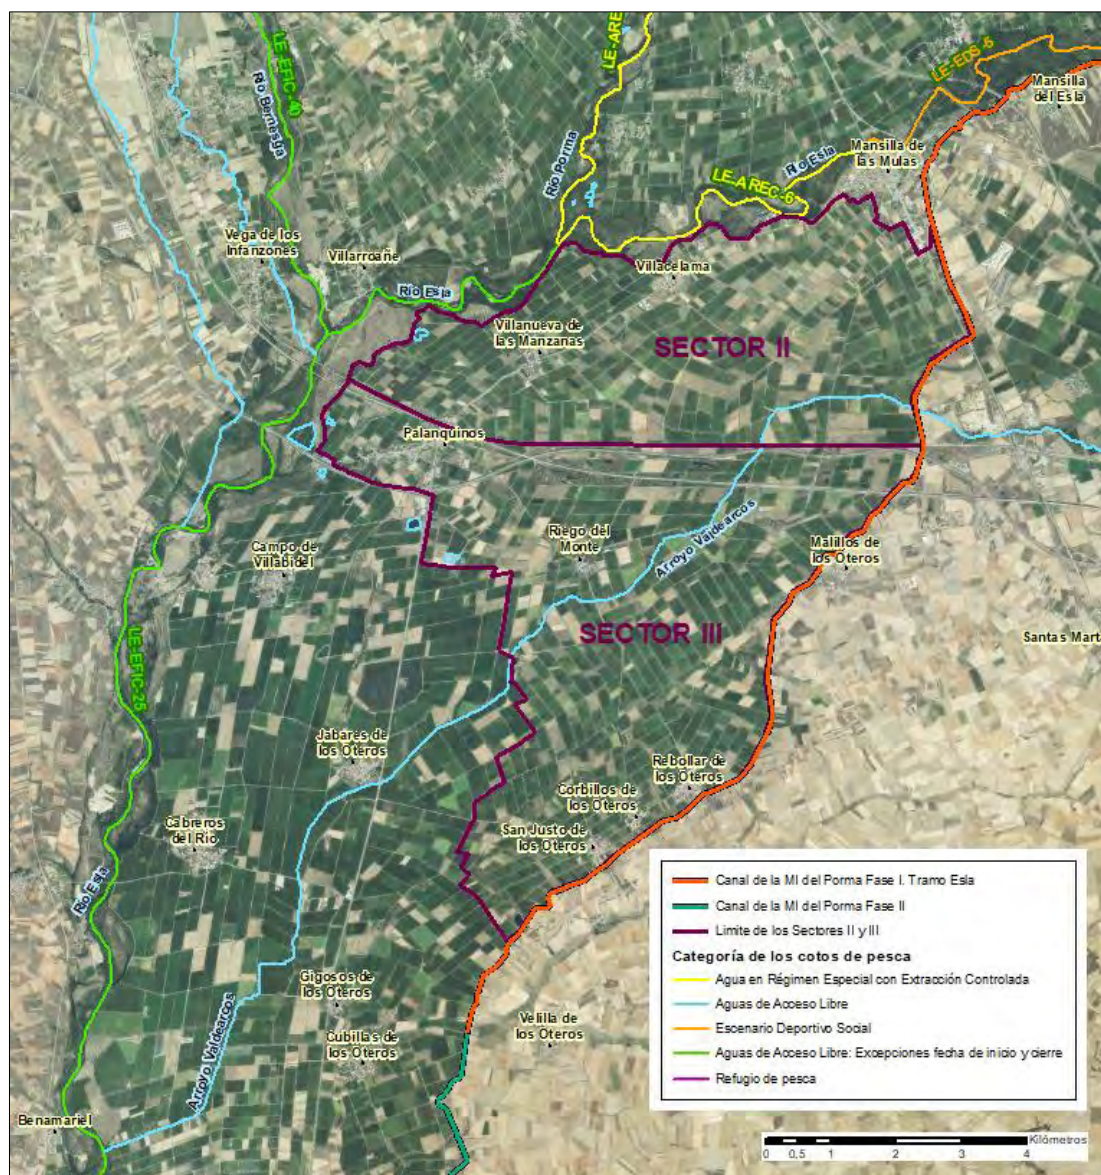 LE-EFIC-40
Río Bernesga
LE-ARE
Río Porma
LE-EDS-5
Mansilla
del Esla
Mansilla de
las Mulas
Río Esla
LE-AREC-6
Vega de los
Infanzones
Villarroañe
Río Esla
Villacelama
Villanueva de
las Manzanas
SECTOR II
Palanquinos
Arroyo Valdearcos
Riego del
Monte
Malillos de
los Oteros
Campo de
Villabidel
SECTOR III
Santas Marta
LE-EFIC-25
Jabares de
los Oteros
Rebollar de
los Oteros
Corbillos de
los Oteros
San Justo de
los Oteros
Cabreros
del Río
Río Esla
Gigosos de
los Oteros
Velilla de
los Oteros
Cubillas de
los Oteros
Arroyo Valdearcos
Benamariel
Canal de la MI del Porma Fase I. Tramo Esla
Canal de la MI del Porma Fase II
Limite de los Sectores II y III
Categoría de los cotos de pesca
Agua en Régimen Especial con Extracción Controlada
Aguas de Acceso Libre
Escenario Deportivo Social
Aguas de Acceso Libre: Excepciones fecha de inicio y cierre
Refugio de pesca
Kilómetros
0 0,5 1 2 3 4